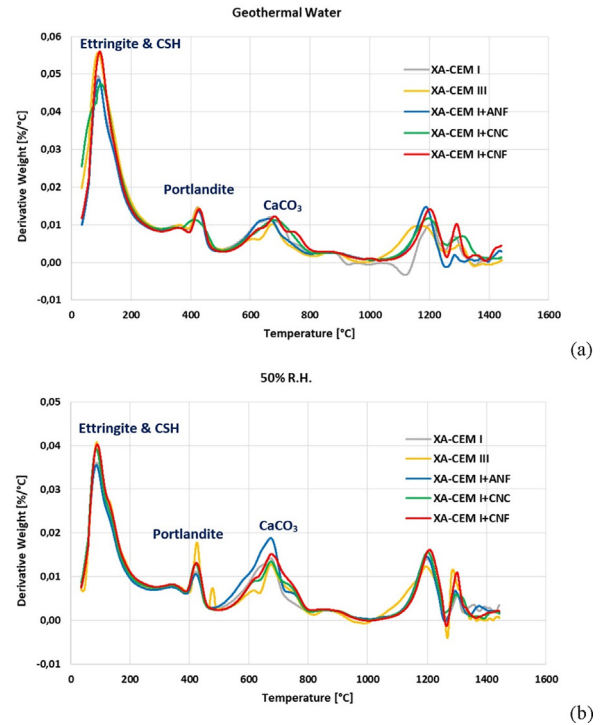 Geothermal Water
0,06
0,05
0,04
0,03
0,02
0,01
0,00
-0,01
Derivative Weight [%/°C]
Ettringite & CSH
Portlandite
CaCO3
XA-CEM I
XA-CEM III
XA-CEM I+ANF
XA-CEM I+CNC
XA-CEM I+CNF
0 200 400 600 800 1000 1200 1400 1600
Temperature [°C]
(a)
50% R.H.
0,05
0,04
0,03
0,02
0,01
0,00
-0,01
Derivative Weight [%/°C]
Ettringite & CSH
Portlandite
CaCO3
XA-CEM I
XA-CEM III
XA-CEM I+ANF
XA-CEM I+CNC
XA-CEM I+CNF
0 200 400 600 800 1000 1200 1400 1600
Temperature [°C]
(b)